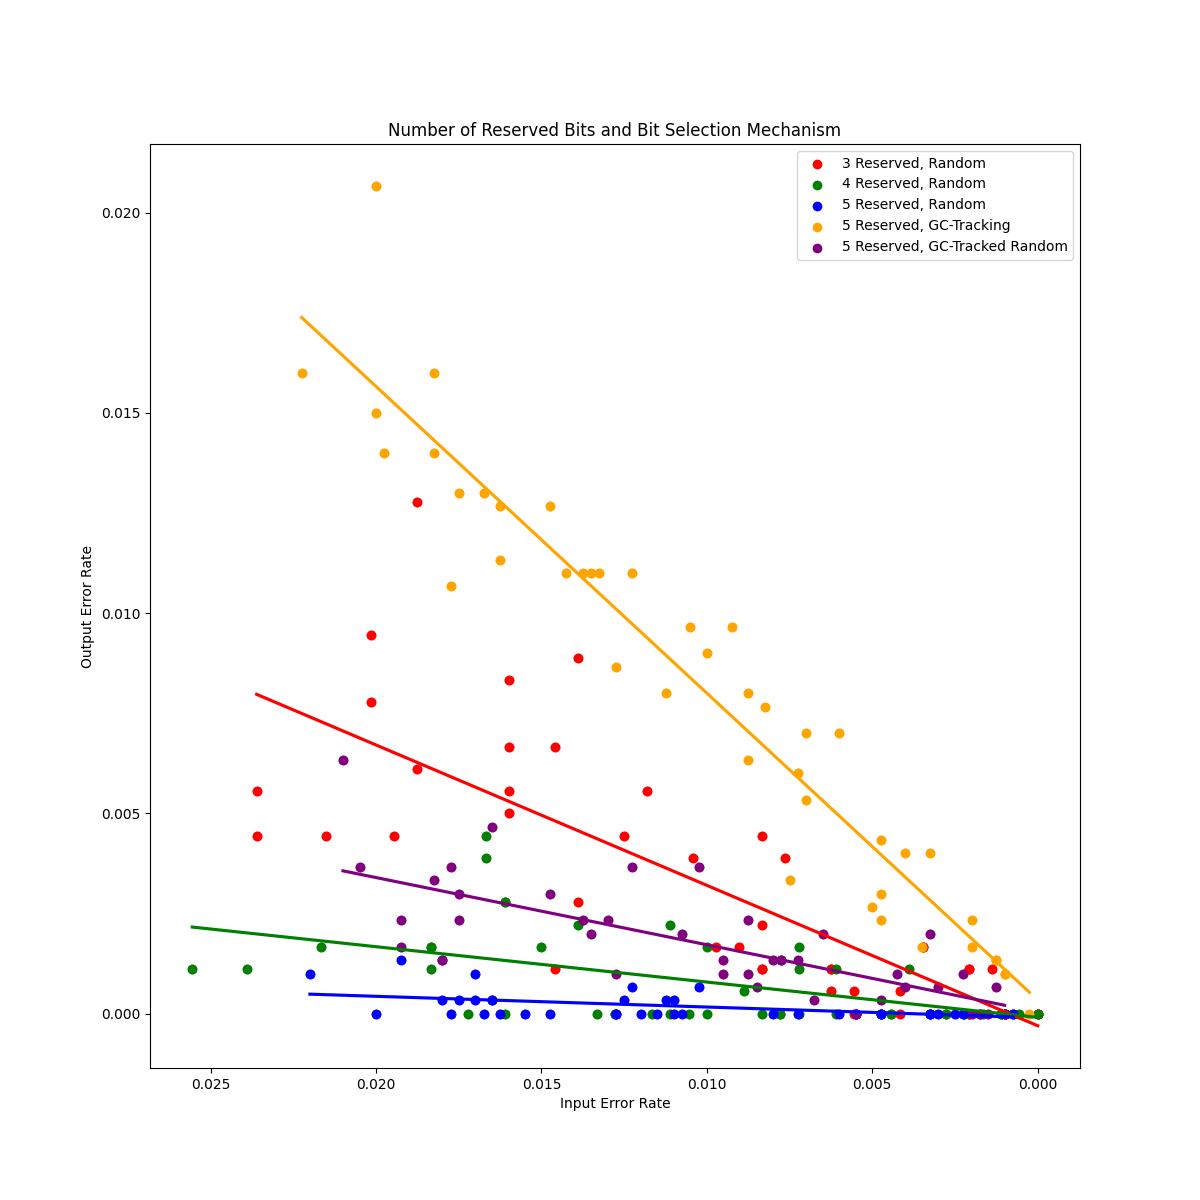 Number of Reserved Bits and Bit Selection Mechanism
3 Reserved, Random
4 Reserved, Random
5 Reserved, Random
5 Reserved, GC-Tracking
5 Reserved, GC-Tracked Random
0.020
0.015
0.010
0.005
0.000
Output Error Rate
0.025 0.020 0.015 0.010 0.005 0.000
Input Error Rate